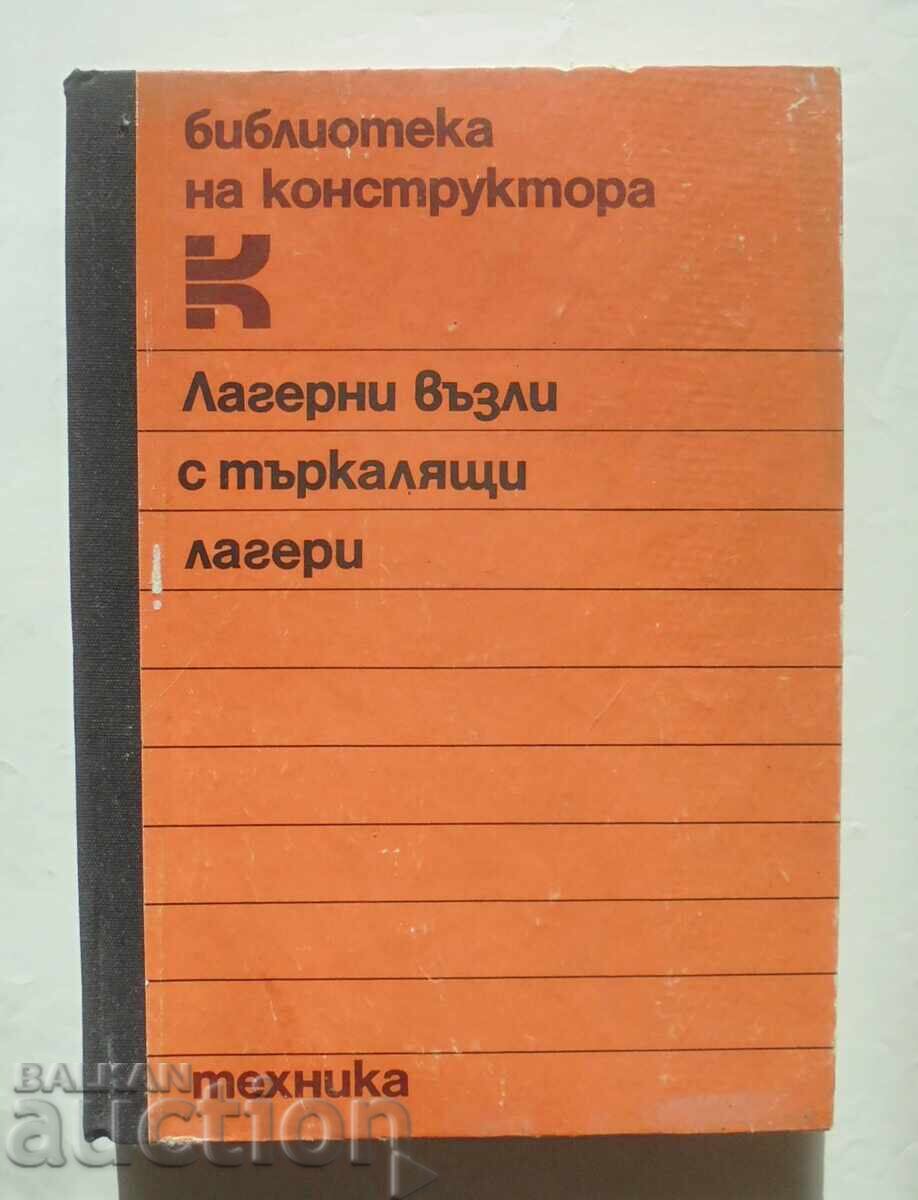 библиотека
на конструктора
Лагерни възли
с търкалящи
лагери
техника
BALKAN
auction